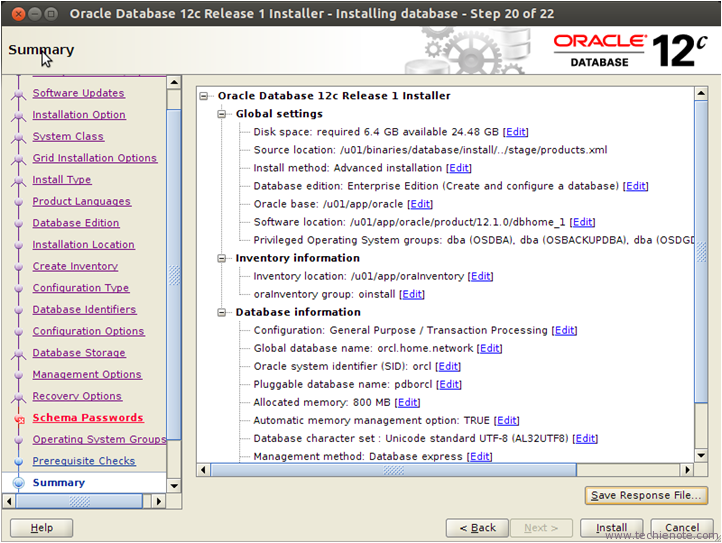 Oracle Database 12c Release 1 Installer - Installing database - Step 20 of 22
Summary
ORACLE
DATABASE
12c
Software Updates
Installation Option
System Class
Grid Installation Options
Install Type
Product Languages
Database Edition
Installation Location
Create Inventory
Configuration Type
Database Identifiers
Configuration Options
Database Storage
Management Options
Recovery Options
Schema Passwords
Operating System Groups
Prerequisite Checks
Summary
Oracle Database 12c Release 1 Installer
Global settings
Disk space: required 6.4 GB available 24.48 GB [Edit]
Source location: /u01/binaries/database/install/../stage/products.xml
Install method: Advanced installation [Edit]
Database edition: Enterprise Edition (Create and configure a database) [Edit]
Oracle base: /u01/app/oracle [Edit]
Software location: /u01/app/oracle/product/12.1.0/dbhome_1 [Edit]
Privileged Operating System groups: dba (OSDBA), dba (OSBACKUPDBA), dba (OSDGD
Inventory information
Inventory location: /u01/app/oraInventory [Edit]
oraInventory group: oinstall [Edit]
Database information
Configuration: General Purpose / Transaction Processing [Edit]
Global database name: orcl.home.network [Edit]
Oracle system identifier (SID): orcl [Edit]
Pluggable database name: pdborcl [Edit]
Allocated memory: 800 MB [Edit]
Automatic memory management option: TRUE [Edit]
Database character set : Unicode standard UTF-8 (AL32UTF8) [Edit]
Management method: Database express [Edit]
Save Response File...
Help
< Back
Next >
Install
Cancel
www.techienote.com